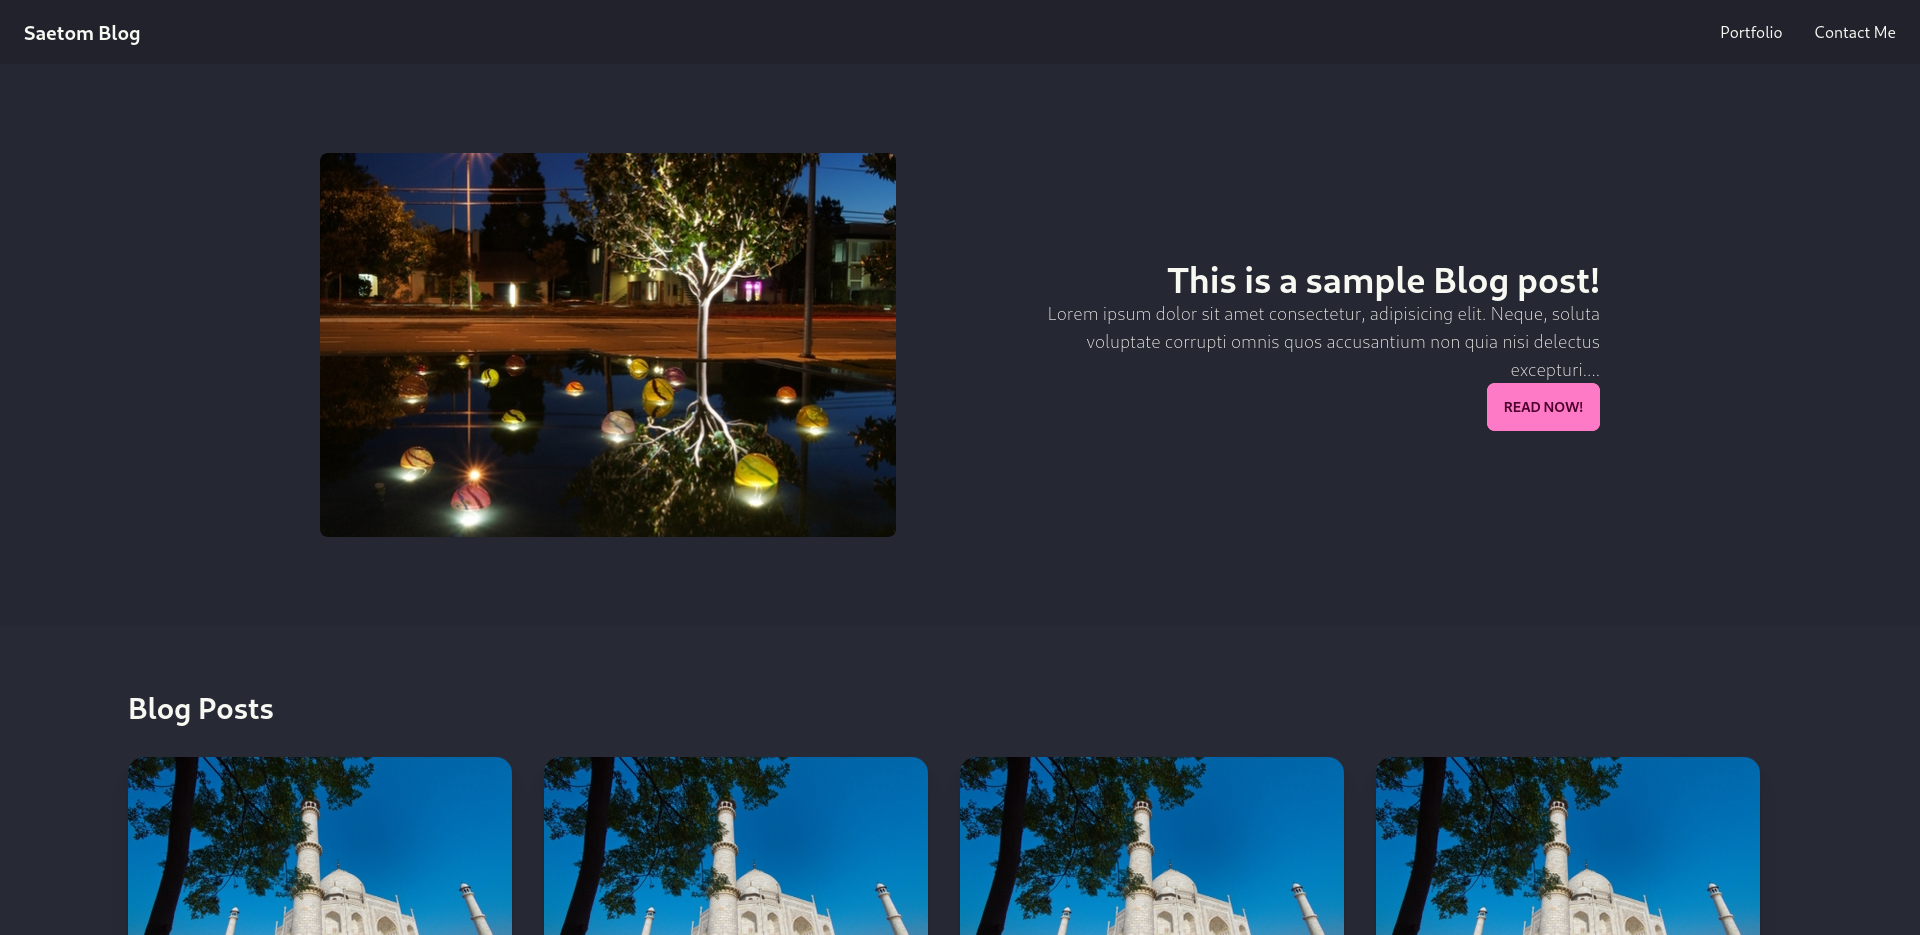 Saetom Blog
Portfolio
Contact Me
This is a sample Blog post!
Lorem ipsum dolor sit amet consectetur, adipisicing elit. Neque, soluta
voluptate corrupti omnis quos accusantium non quia nisi delectus
excepturi....
READ NOW!
Blog Posts